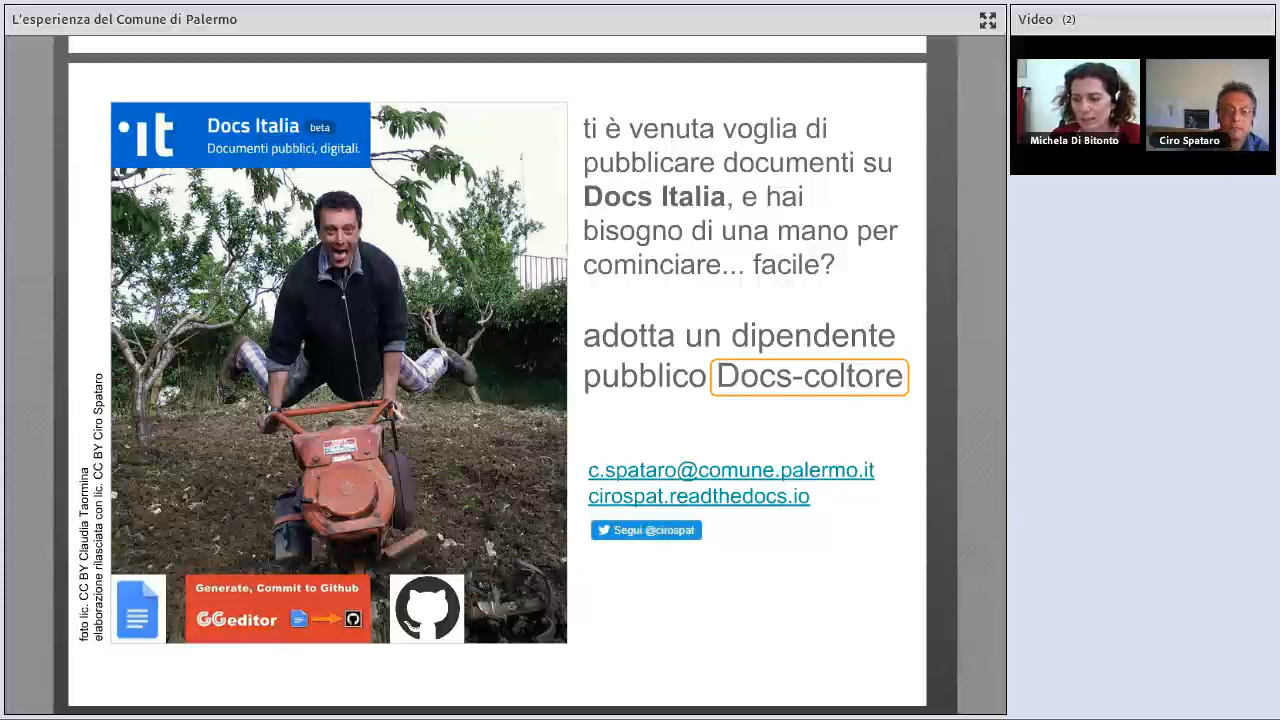 L'esperienza del Comune di Palermo
Video (2)
Michela Di Bitonto
Ciro Spataro
.it Docs Italia beta
Documenti pubblici, digitali.
ti è venuta voglia di
pubblicare documenti su
Docs Italia, e hai
bisogno di una mano per
cominciare... facile?
adotta un dipendente
pubblico Docs-coltore
c.spataro@comune.palermo.it
cirospat.readthedocs.io
Segui @cirospat
foto lic. CC BY Claudia Taormina
elaborazione rilasciata con lic. CC BY Ciro Spataro
Generate, Commit to Github
GGeditor